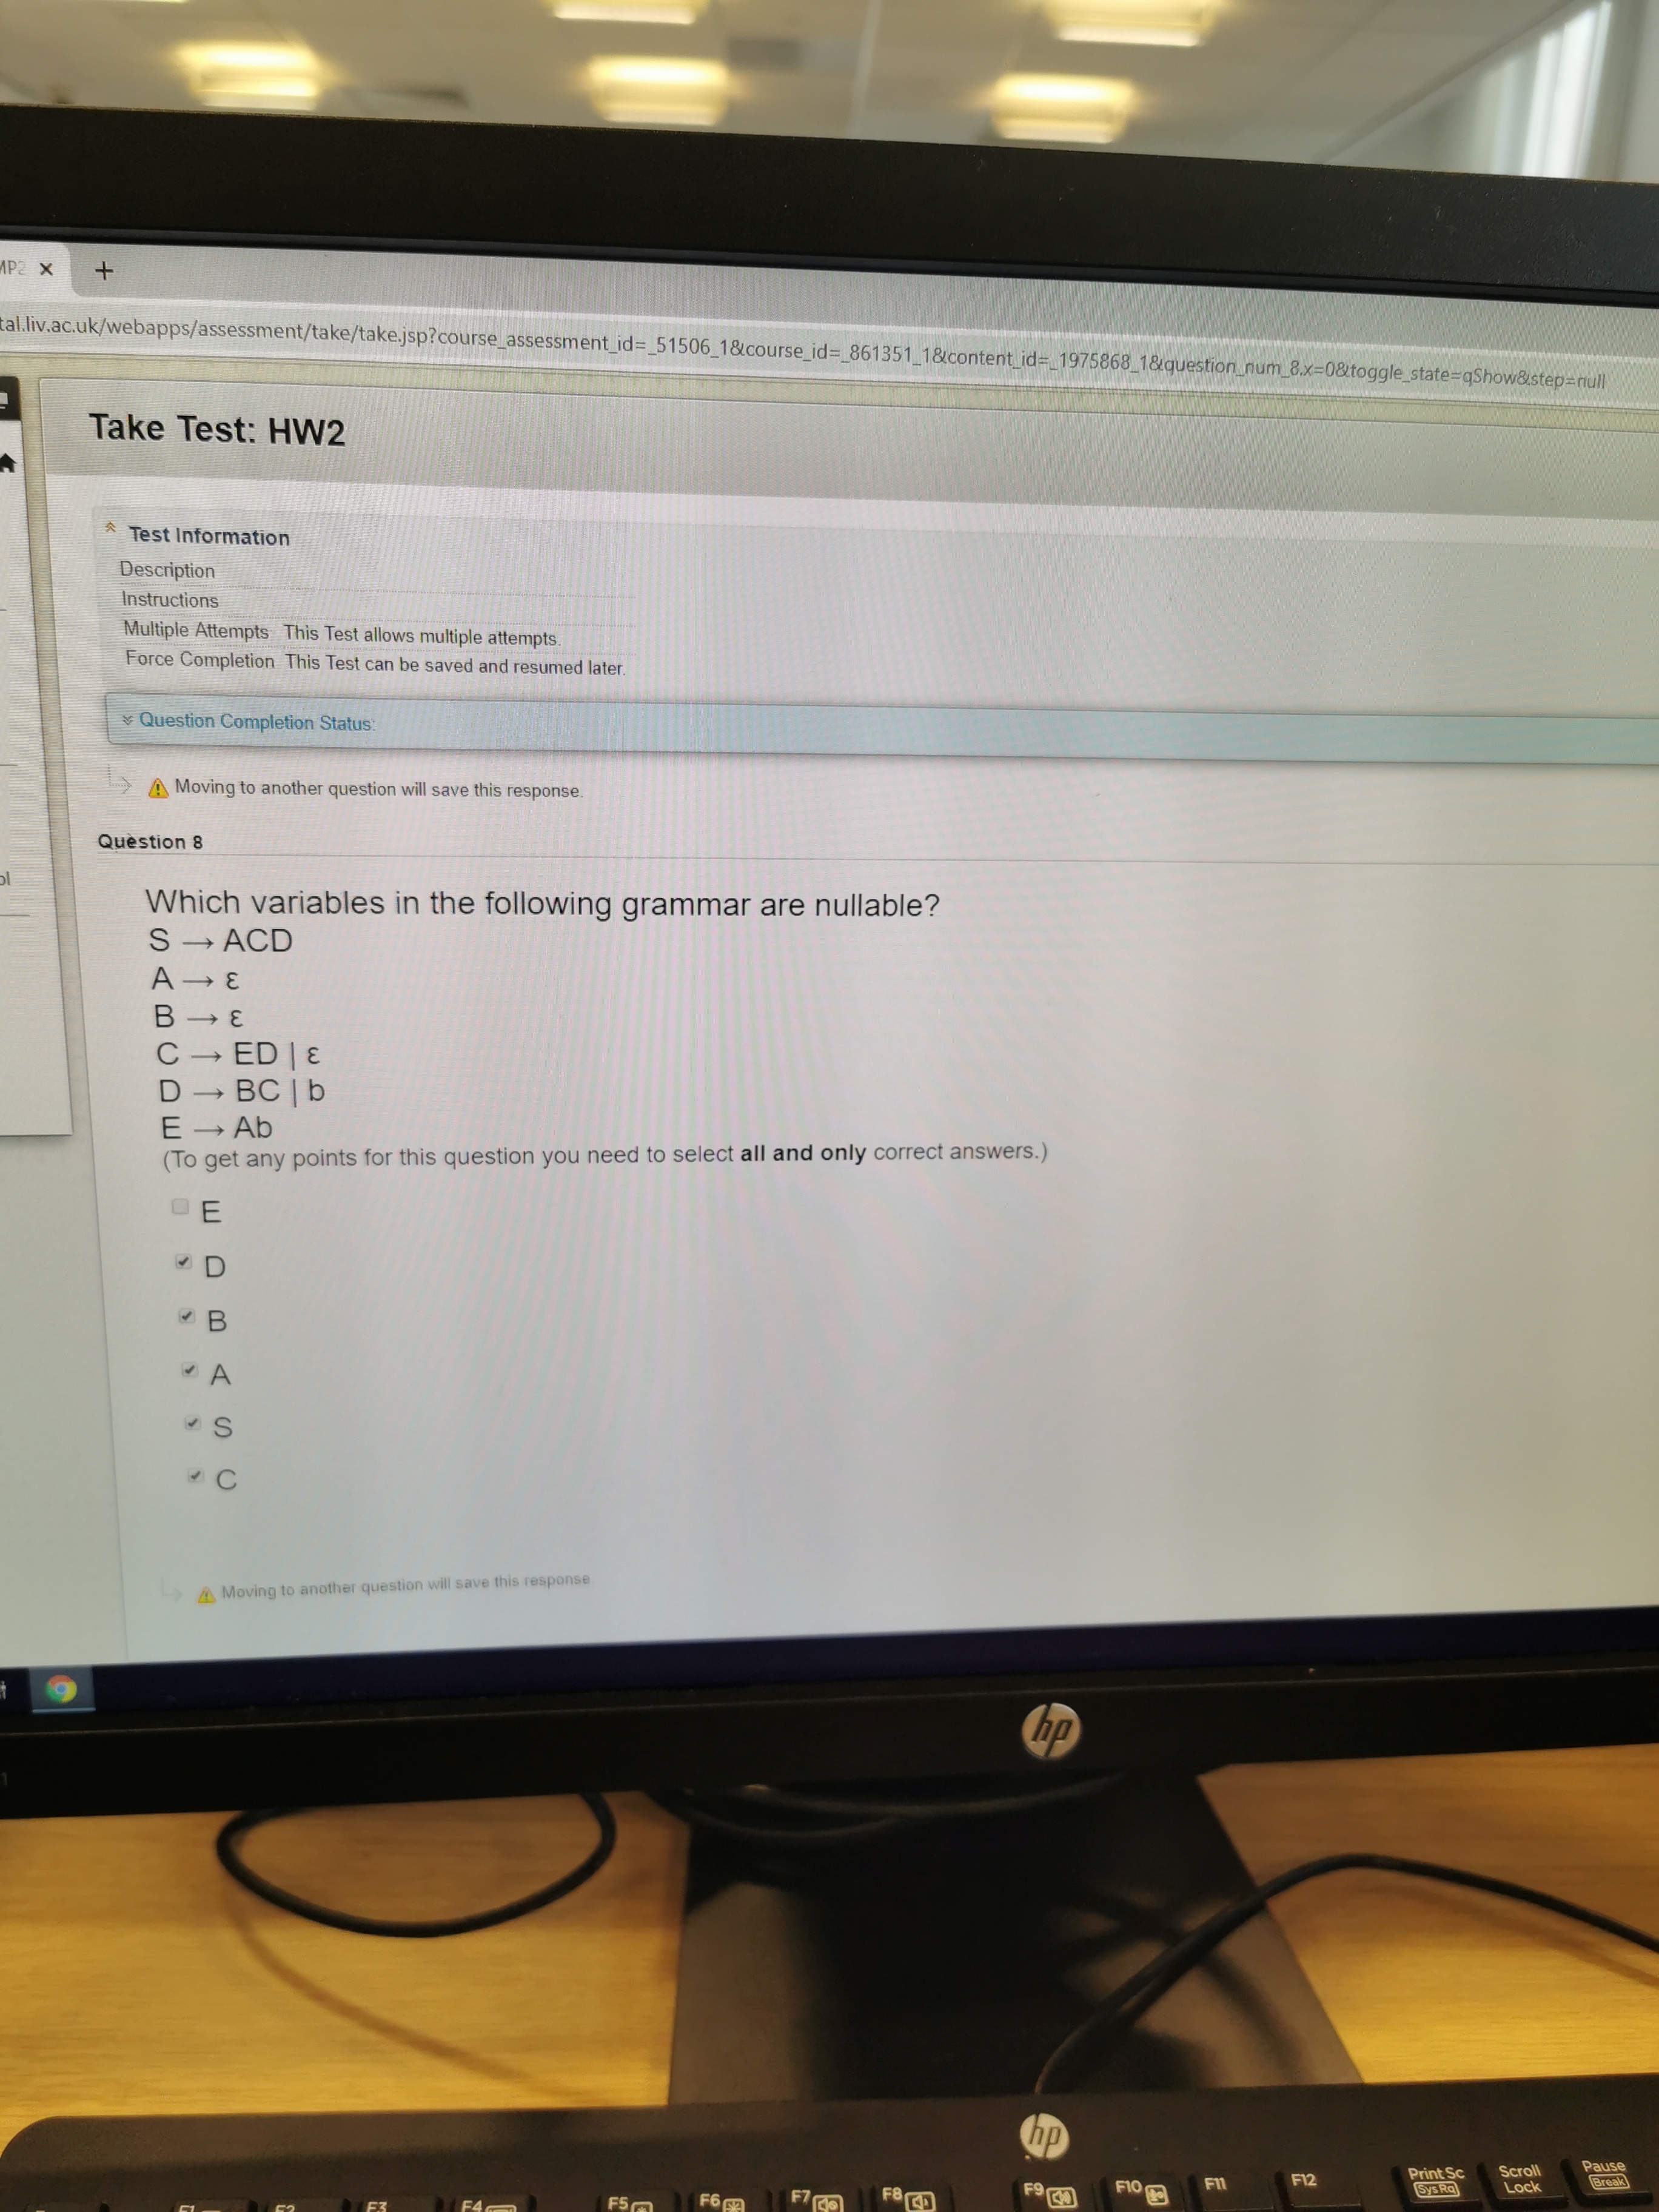 MP2 × +
tal.liv.ac.uk/webapps/assessment/take/take.jsp?course_assessment_id=_51506_1&course_id=_861351_1&content_id=_1975868_1&question_num_8.x=0&toggle_state=qShow&step=null
Take Test: HW2
Test Information
Description
Instructions
Multiple Attempts This Test allows multiple attempts.
Force Completion This Test can be saved and resumed later.
Question Completion Status:
Moving to another question will save this response.
Question 8
ol
Which variables in the following grammar are nullable?
S → ACD
A → ε
B → ε
C → ED | ε
D → BC | b
E → Ab
(To get any points for this question you need to select all and only correct answers.)
E
D
B
A
S
C
Moving to another question will save this response
hp
hp
F1 F2 F3 F4 F5 F6 F7 F8 F9 F10 F11 F12 Print Sc Scroll Pause
SysRq Lock Break